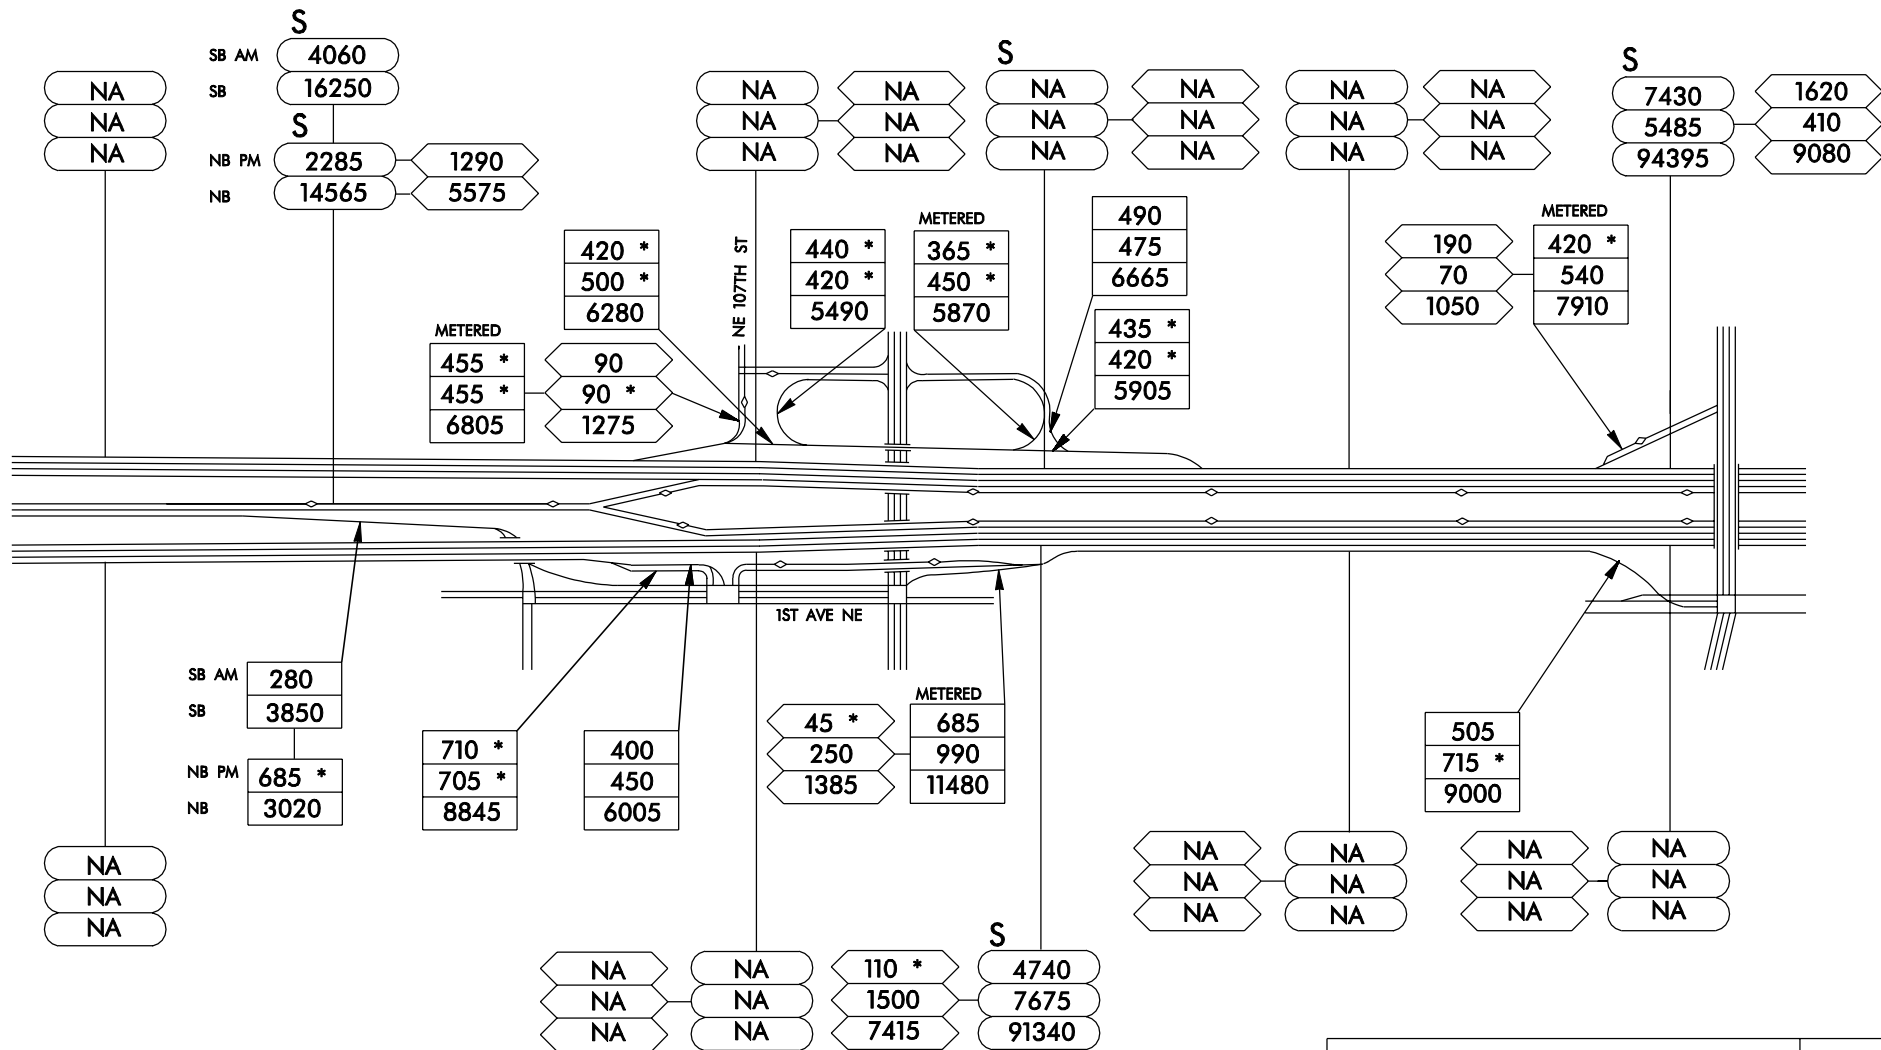 NA
NA
NA
S
SB AM 4060
SB 16250
S
NB PM 2285 1290
NB 14565 5575
NA NA
NA NA
NA NA
S
NA NA
NA NA
NA NA
NA NA
NA NA
NA NA
S
7430 1620
5485 410
94395 9080
420 *
500 *
6280
NE 107TH ST
440 *
420 *
5490
METERED
365 *
450 *
5870
490
475
6665
435 *
420 *
5905
METERED
190 420 *
70 540
1050 7910
METERED
455 * 90
455 * 90 *
6805 1275
1ST AVE NE
SB AM 280
SB 3850
NB PM 685 *
NB 3020
710 *
705 *
8845
400
450
6005
METERED
45 * 685
250 990
1385 11480
505
715 *
9000
NA
NA
NA
NA NA
NA NA
NA NA
S
110 * 4740
1500 7675
7415 91340
NA NA
NA NA
NA NA
NA NA
NA NA
NA NA